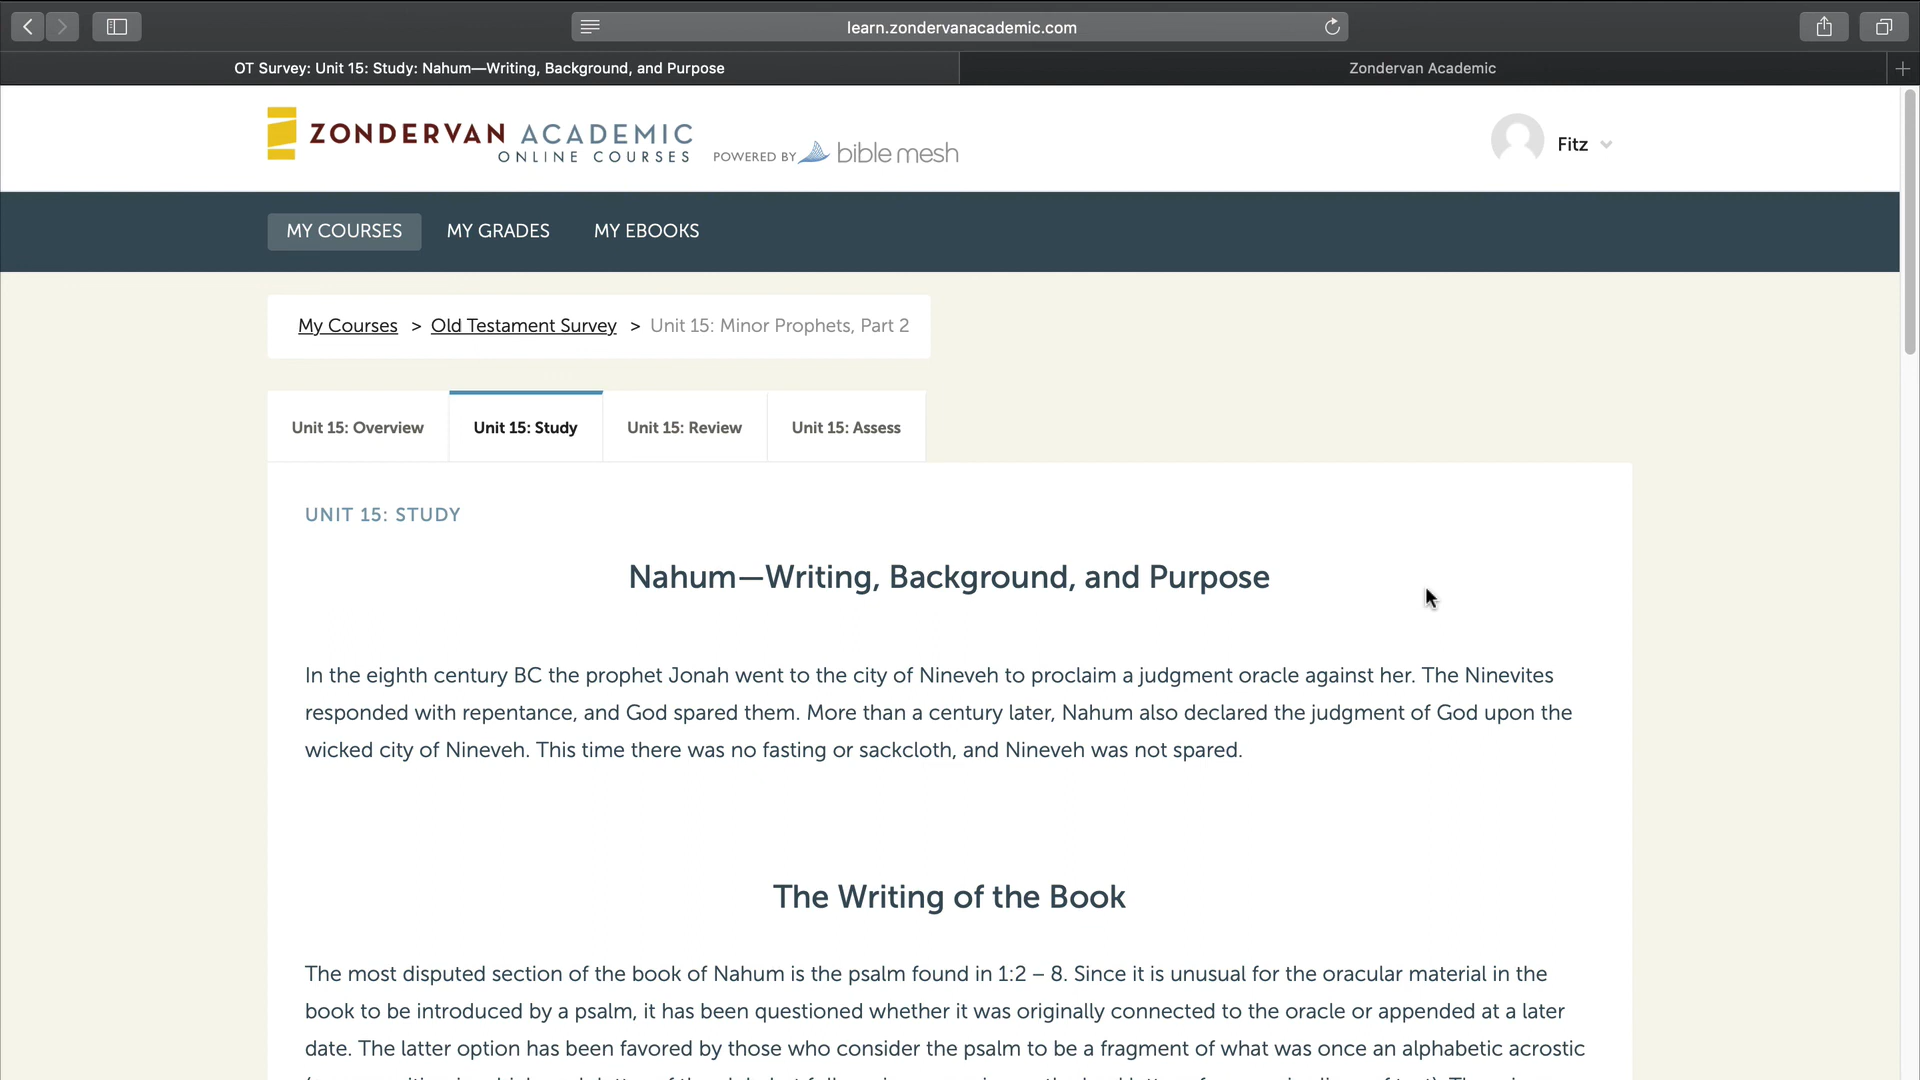 learn.zondervanacademic.com
OT Survey: Unit 15: Study: Nahum—Writing, Background, and Purpose
Zondervan Academic
ZONDERVAN ACADEMIC
ONLINE COURSES
POWERED BY bible mesh
Fitz
MY COURSES
MY GRADES
MY EBOOKS
My Courses > Old Testament Survey > Unit 15: Minor Prophets, Part 2
Unit 15: Overview
Unit 15: Study
Unit 15: Review
Unit 15: Assess
UNIT 15: STUDY
Nahum—Writing, Background, and Purpose
In the eighth century BC the prophet Jonah went to the city of Nineveh to proclaim a judgment oracle against her. The Ninevites
responded with repentance, and God spared them. More than a century later, Nahum also declared the judgment of God upon the
wicked city of Nineveh. This time there was no fasting or sackcloth, and Nineveh was not spared.
The Writing of the Book
The most disputed section of the book of Nahum is the psalm found in 1:2 – 8. Since it is unusual for the oracular material in the
book to be introduced by a psalm, it has been questioned whether it was originally connected to the oracle or appended at a later
date. The latter option has been favored by those who consider the psalm to be a fragment of what was once an alphabetic acrostic